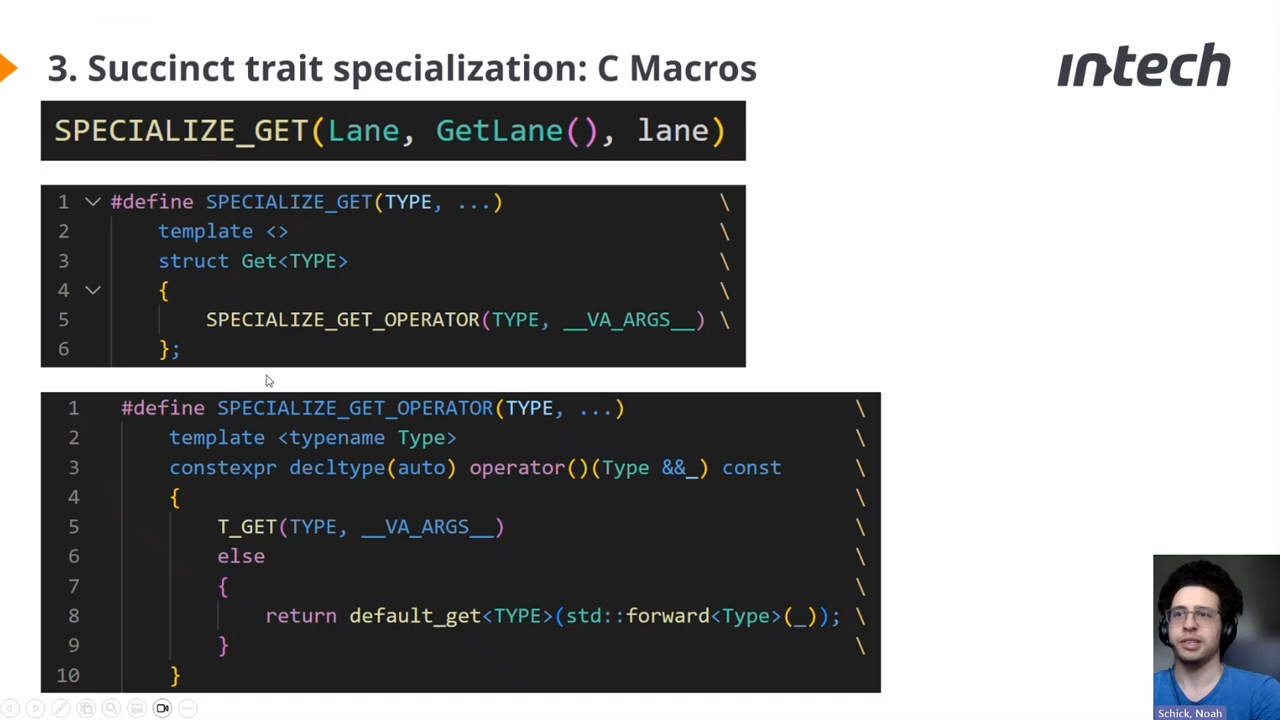 3. Succinct trait specialization: C Macros
intech
SPECIALIZE_GET(Lane, GetLane(), lane)
1 #define SPECIALIZE_GET(TYPE, ...) \
2 template <> \
3 struct Get<TYPE> \
4 { \
5 SPECIALIZE_GET_OPERATOR(TYPE, __VA_ARGS__) \
6 };
1 #define SPECIALIZE_GET_OPERATOR(TYPE, ...) \
2 template <typename Type> \
3 constexpr decltype(auto) operator()(Type &&_) const \
4 { \
5 T_GET(TYPE, __VA_ARGS__) \
6 else \
7 { \
8 return default_get<TYPE>(std::forward<Type>(_)); \
9 } \
10 }
Schick, Noah